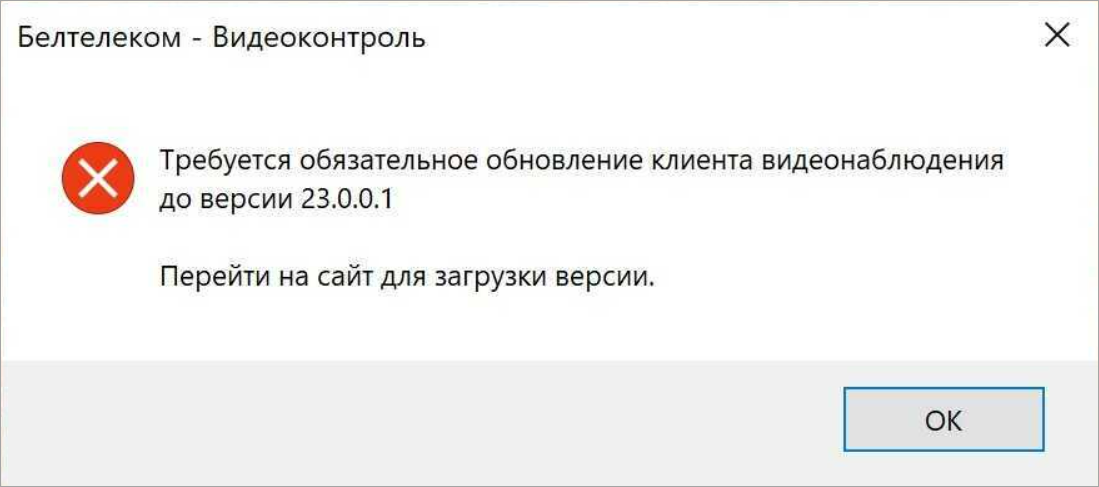 Белтелеком - Видеоконтроль
Требуется обязательное обновление клиента видеонаблюдения
до версии 23.0.0.1
Перейти на сайт для загрузки версии.
ОК